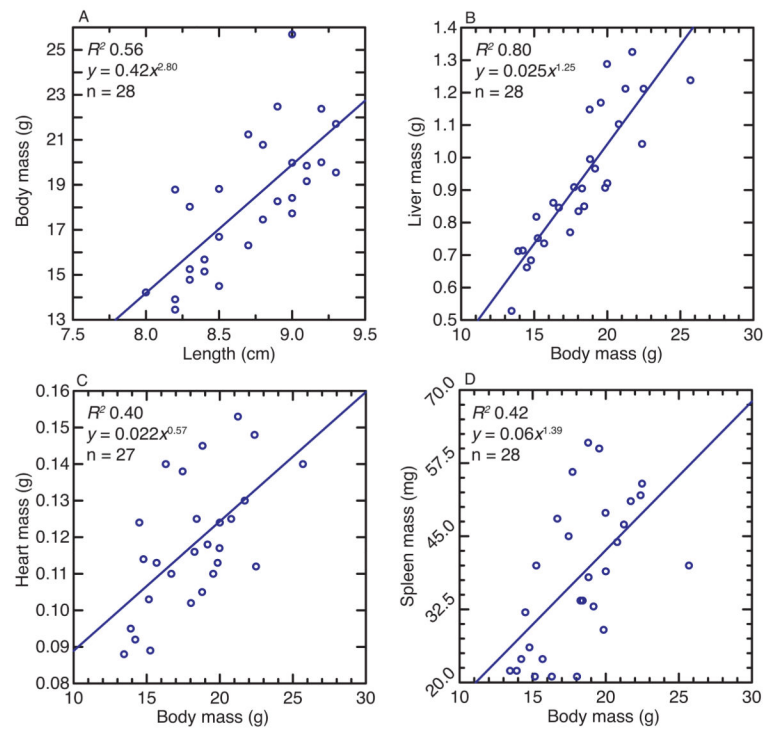 A
R² 0.56
y = 0.42x^2.80
n = 28
25
23
21
19
17
15
13
Body mass (g)
7.5 8.0 8.5 9.0 9.5
Length (cm)
B
R² 0.80
y = 0.025x^1.25
n = 28
1.4
1.3
1.2
1.1
1.0
0.9
0.8
0.7
0.6
0.5
Liver mass (g)
10 15 20 25 30
Body mass (g)
C
R² 0.40
y = 0.022x^0.57
n = 27
0.16
0.15
0.14
0.13
0.12
0.11
0.10
0.09
0.08
Heart mass (g)
10 15 20 25 30
Body mass (g)
D
R² 0.42
y = 0.06x^1.39
n = 28
70.0
57.5
45.0
32.5
20.0
Spleen mass (mg)
10 15 20 25 30
Body mass (g)